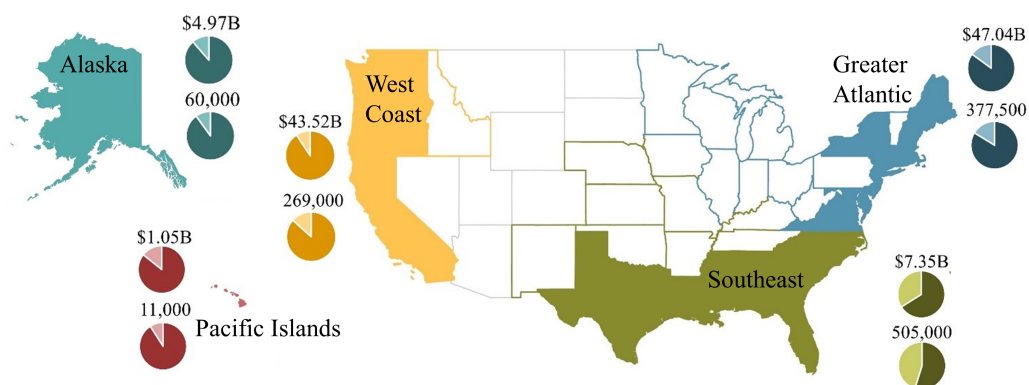 $4.97B
Alaska
60,000
$43.52B
West
Coast
269,000
Greater
Atlantic
$47.04B
377,500
$1.05B
11,000
Pacific Islands
Southeast
$7.35B
505,000